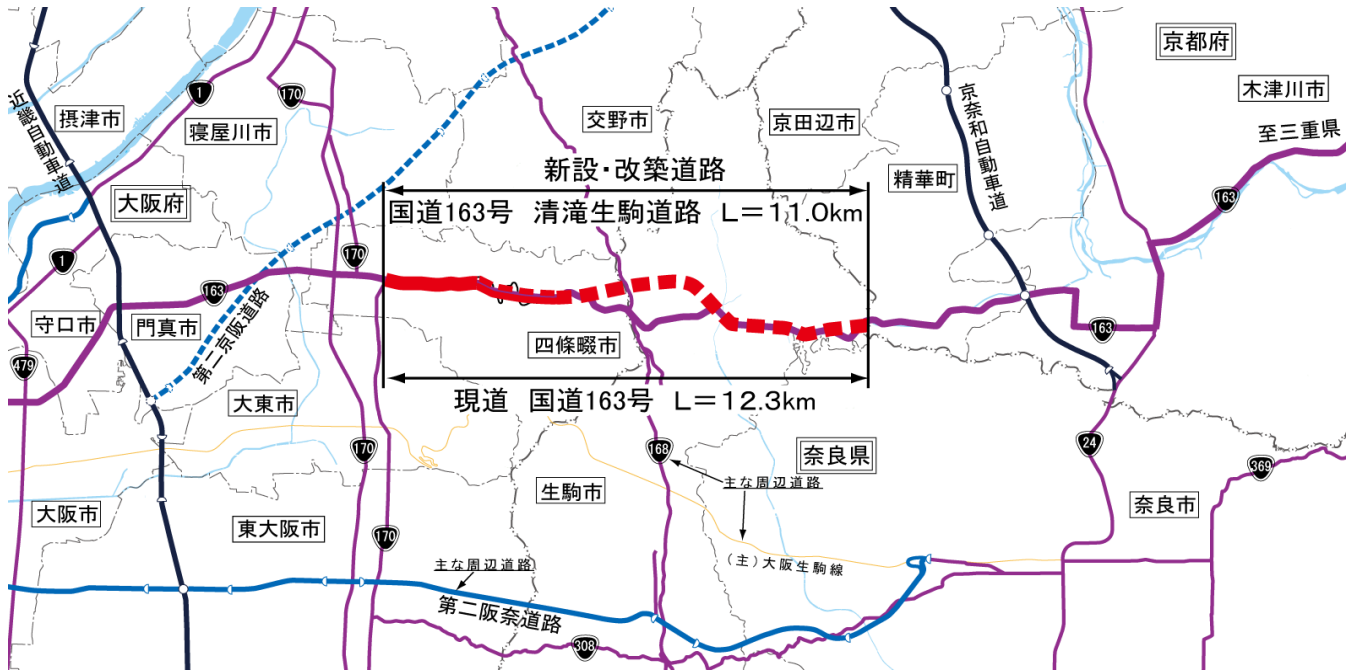 京都府
木津川市
至三重県
163
近畿自動車道
摂津市
1
170
寝屋川市
交野市
京田辺市
京奈和自動車道
精華町
大阪府
新設・改築道路
国道163号 清滝生駒道路 L=11.0km
1
170
163
守口市
門真市
第二京阪道路
479
四條畷市
163
現道 国道163号 L=12.3km
大東市
170
168
奈良県
24
369
主な周辺道路
生駒市
奈良市
大阪市
東大阪市
170
(主)大阪生駒線
主な周辺道路
第二阪奈道路
308